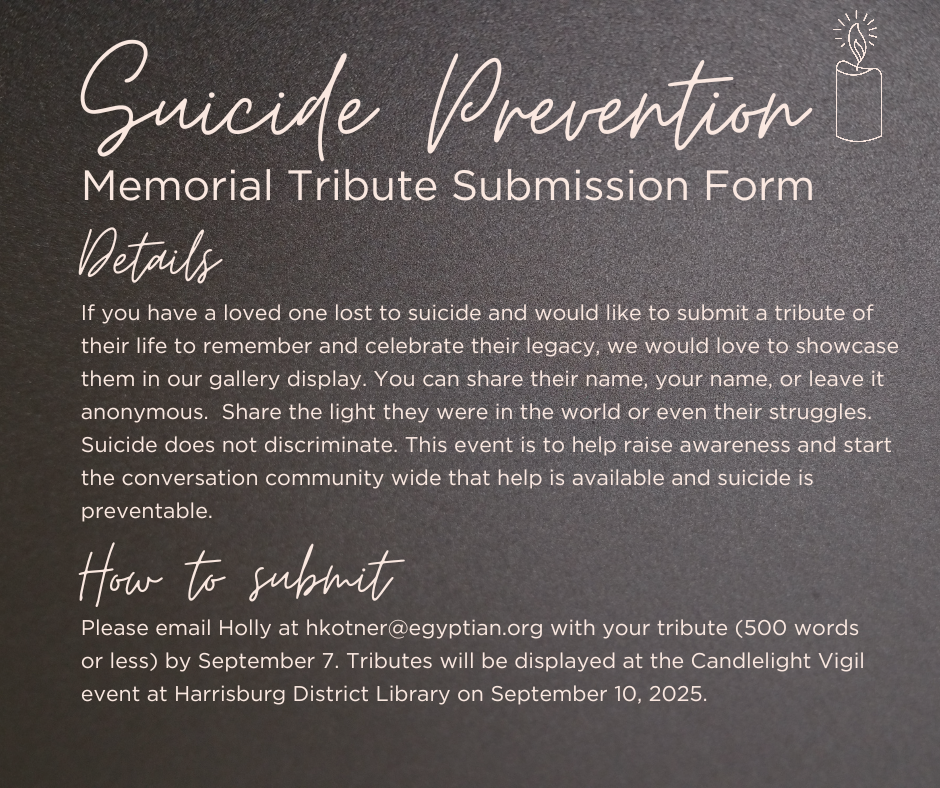 Suicide Prevention
Memorial Tribute Submission Form
Details
If you have a loved one lost to suicide and would like to submit a tribute of
their life to remember and celebrate their legacy, we would love to showcase
them in our gallery display. You can share their name, your name, or leave it
anonymous.  Share the light they were in the world or even their struggles.
Suicide does not discriminate. This event is to help raise awareness and start
the conversation community wide that help is available and suicide is
preventable.
How to submit
Please email Holly at hkotner@egyptian.org with your tribute (500 words
or less) by September 7. Tributes will be displayed at the Candlelight Vigil
event at Harrisburg District Library on September 10, 2025.